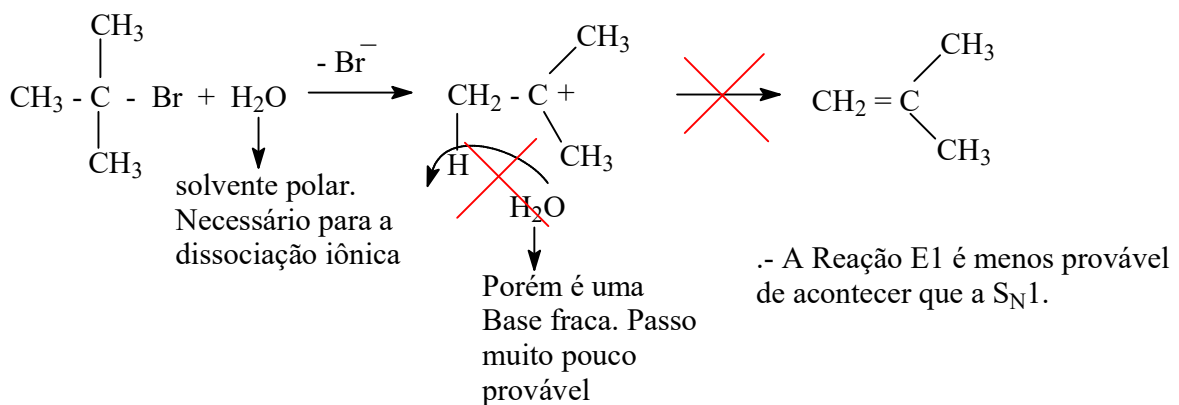 CH3
CH3 - C - Br + H2O
CH3
- Br–
CH3
CH2 - C +
H
CH3
H2O
CH3
CH2 = C
CH3
solvente polar.
Necessário para a
dissociação iônica
Porém é uma
Base fraca. Passo
muito pouco
provável
.- A Reação E1 é menos provável
de acontecer que a SN1.